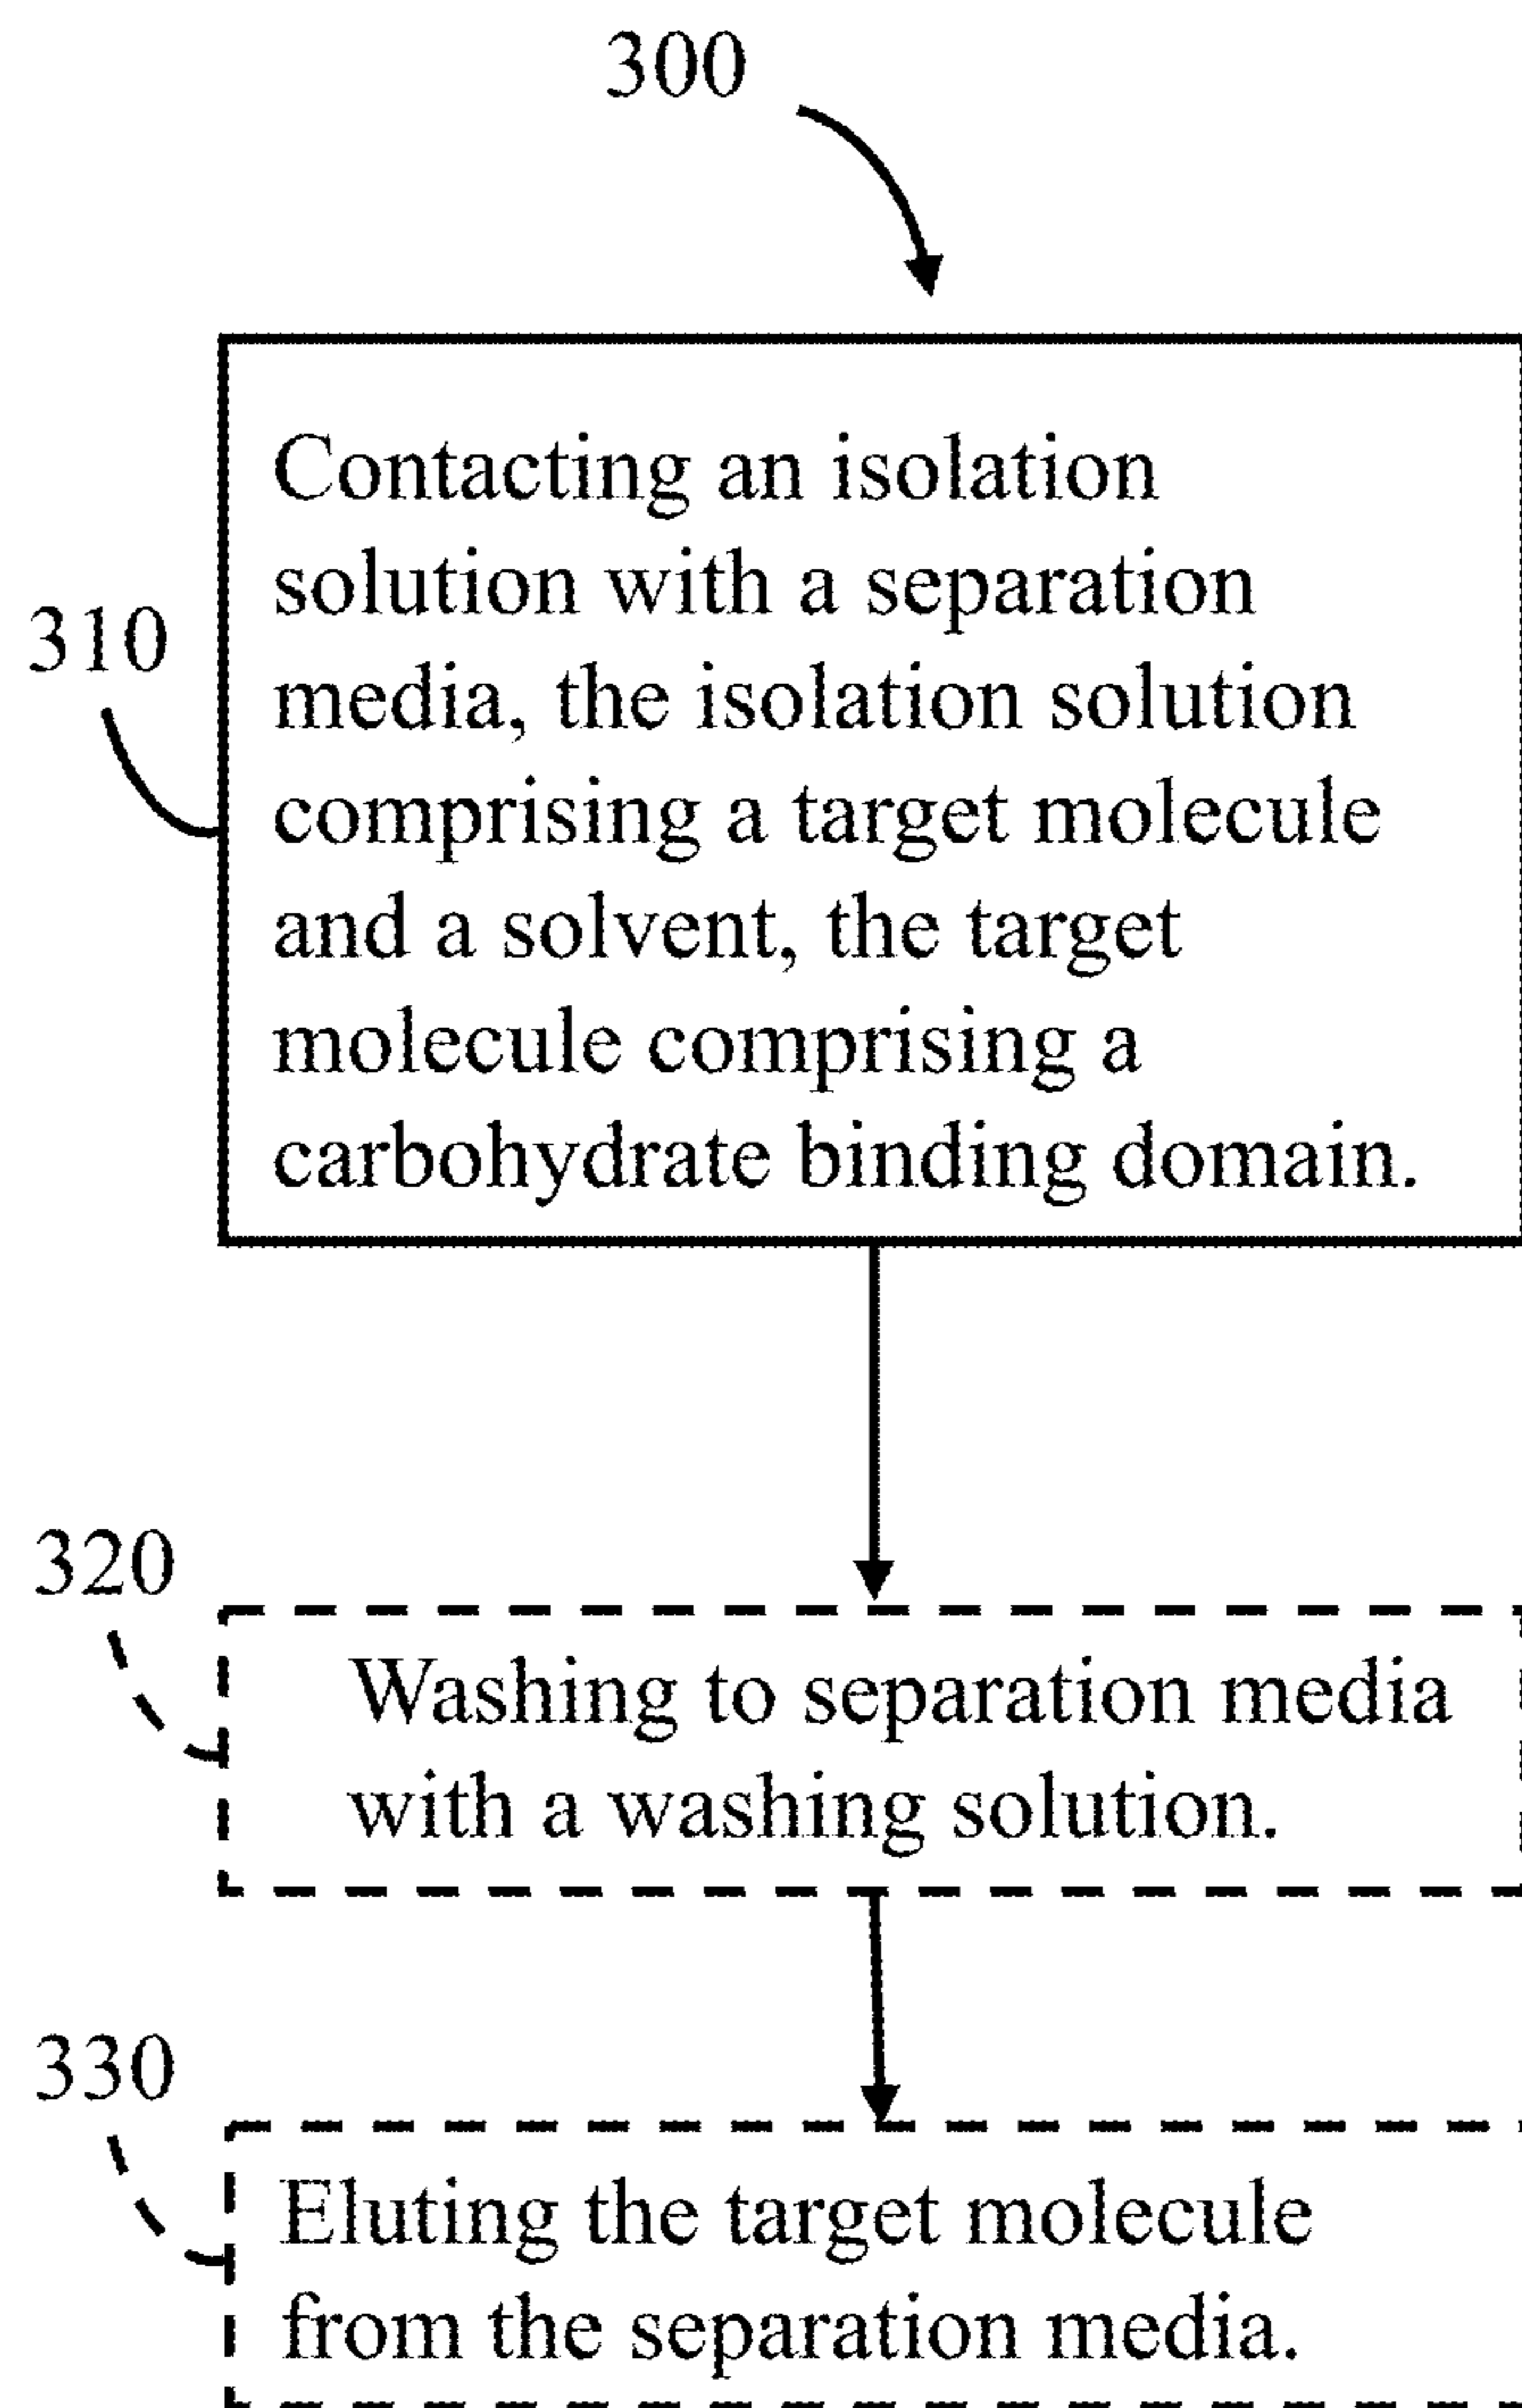 300
310
Contacting an isolation
solution with a separation
media, the isolation solution
comprising a target molecule
and a solvent, the target
molecule comprising a
carbohydrate binding domain.
320
Washing to separation media
with a washing solution.
330
Eluting the target molecule
from the separation media.